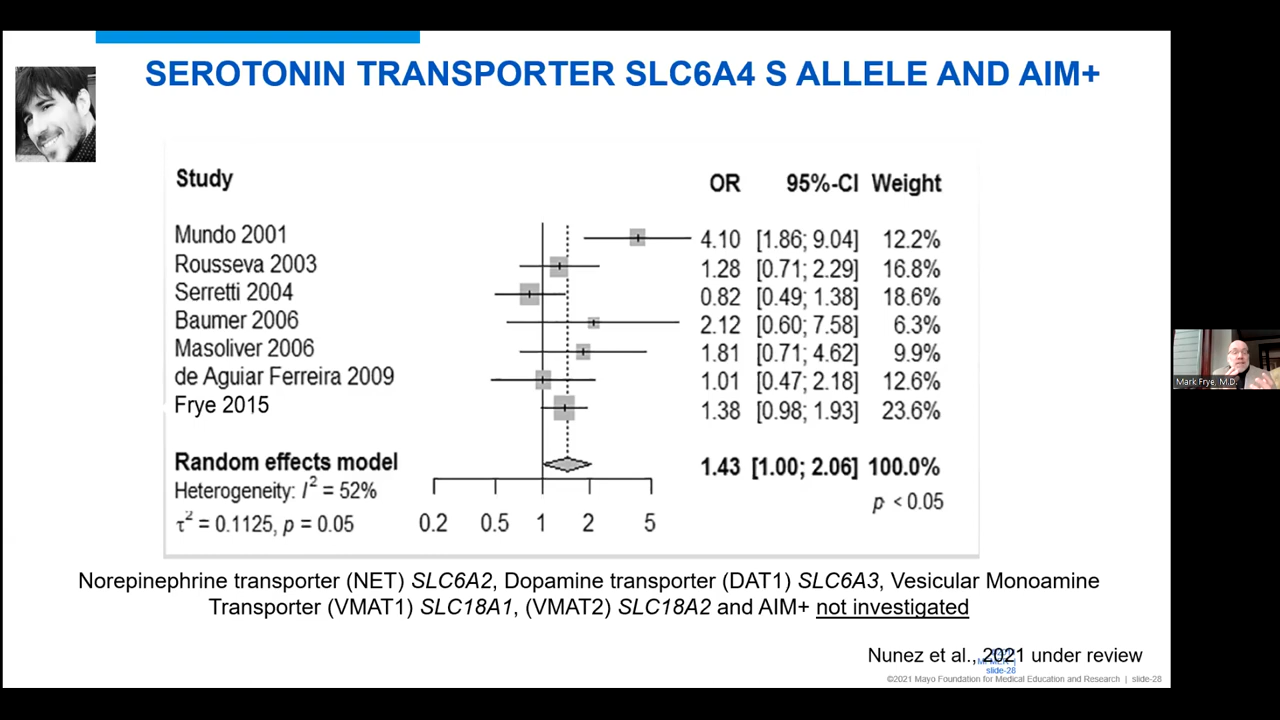 SEROTONIN TRANSPORTER SLC6A4 S ALLELE AND AIM+
Study OR 95%-CI Weight
Mundo 2001 4.10 [1.86; 9.04] 12.2%
Rousseva 2003 1.28 [0.71; 2.29] 16.8%
Serretti 2004 0.82 [0.49; 1.38] 18.6%
Baumer 2006 2.12 [0.60; 7.58] 6.3%
Masoliver 2006 1.81 [0.71; 4.62] 9.9%
de Aguiar Ferreira 2009 1.01 [0.47; 2.18] 12.6%
Frye 2015 1.38 [0.98; 1.93] 23.6%
Random effects model 1.43 [1.00; 2.06] 100.0%
Heterogeneity: I² = 52%
p < 0.05
τ² = 0.1125, p = 0.05
0.2 0.5 1 2 5
Norepinephrine transporter (NET) SLC6A2, Dopamine transporter (DAT1) SLC6A3, Vesicular Monoamine
Transporter (VMAT1) SLC18A1, (VMAT2) SLC18A2 and AIM+ not investigated
Nunez et al., 2021 under review
slide-28
©2021 Mayo Foundation for Medical Education and Research | slide-28
Mark Frye, M.D.